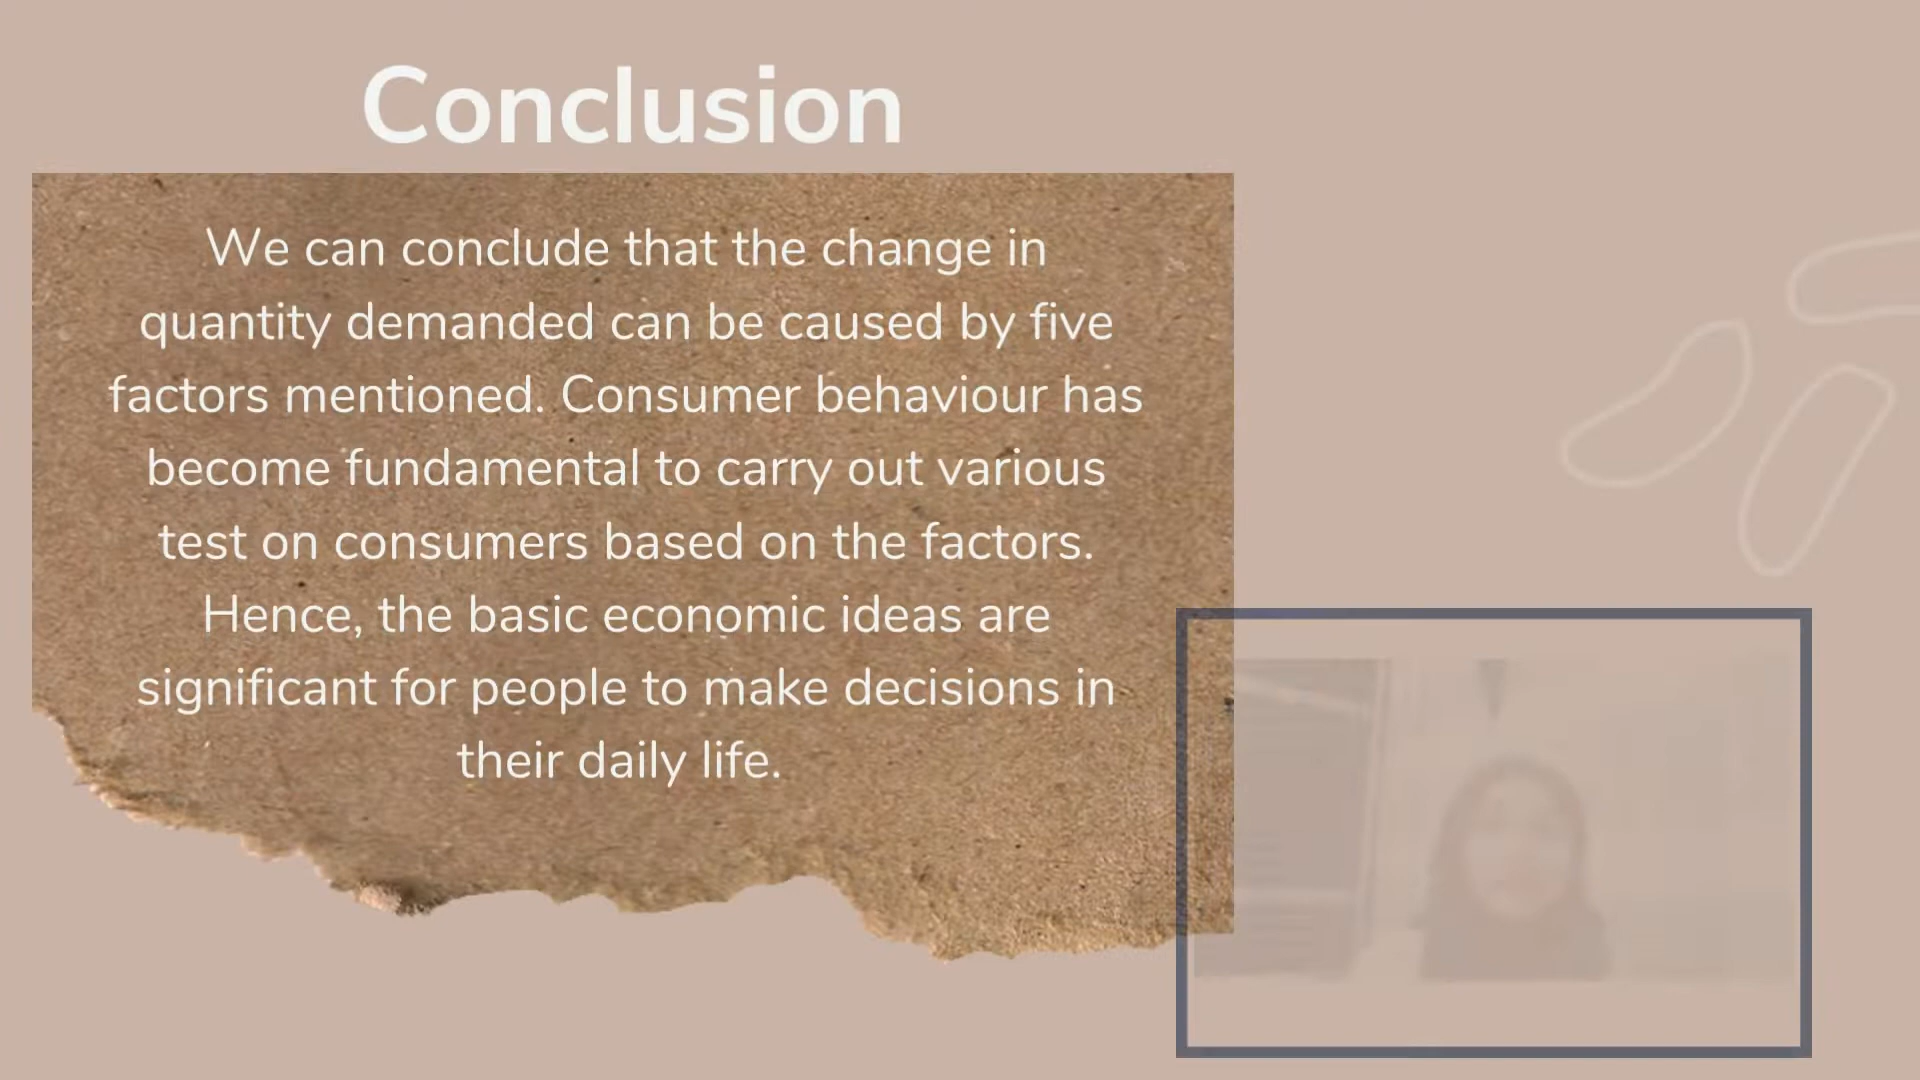 Conclusion
We can conclude that the change in
quantity demanded can be caused by five
factors mentioned. Consumer behaviour has
become fundamental to carry out various
test on consumers based on the factors.
Hence, the basic economic ideas are
significant for people to make decisions in
their daily life.